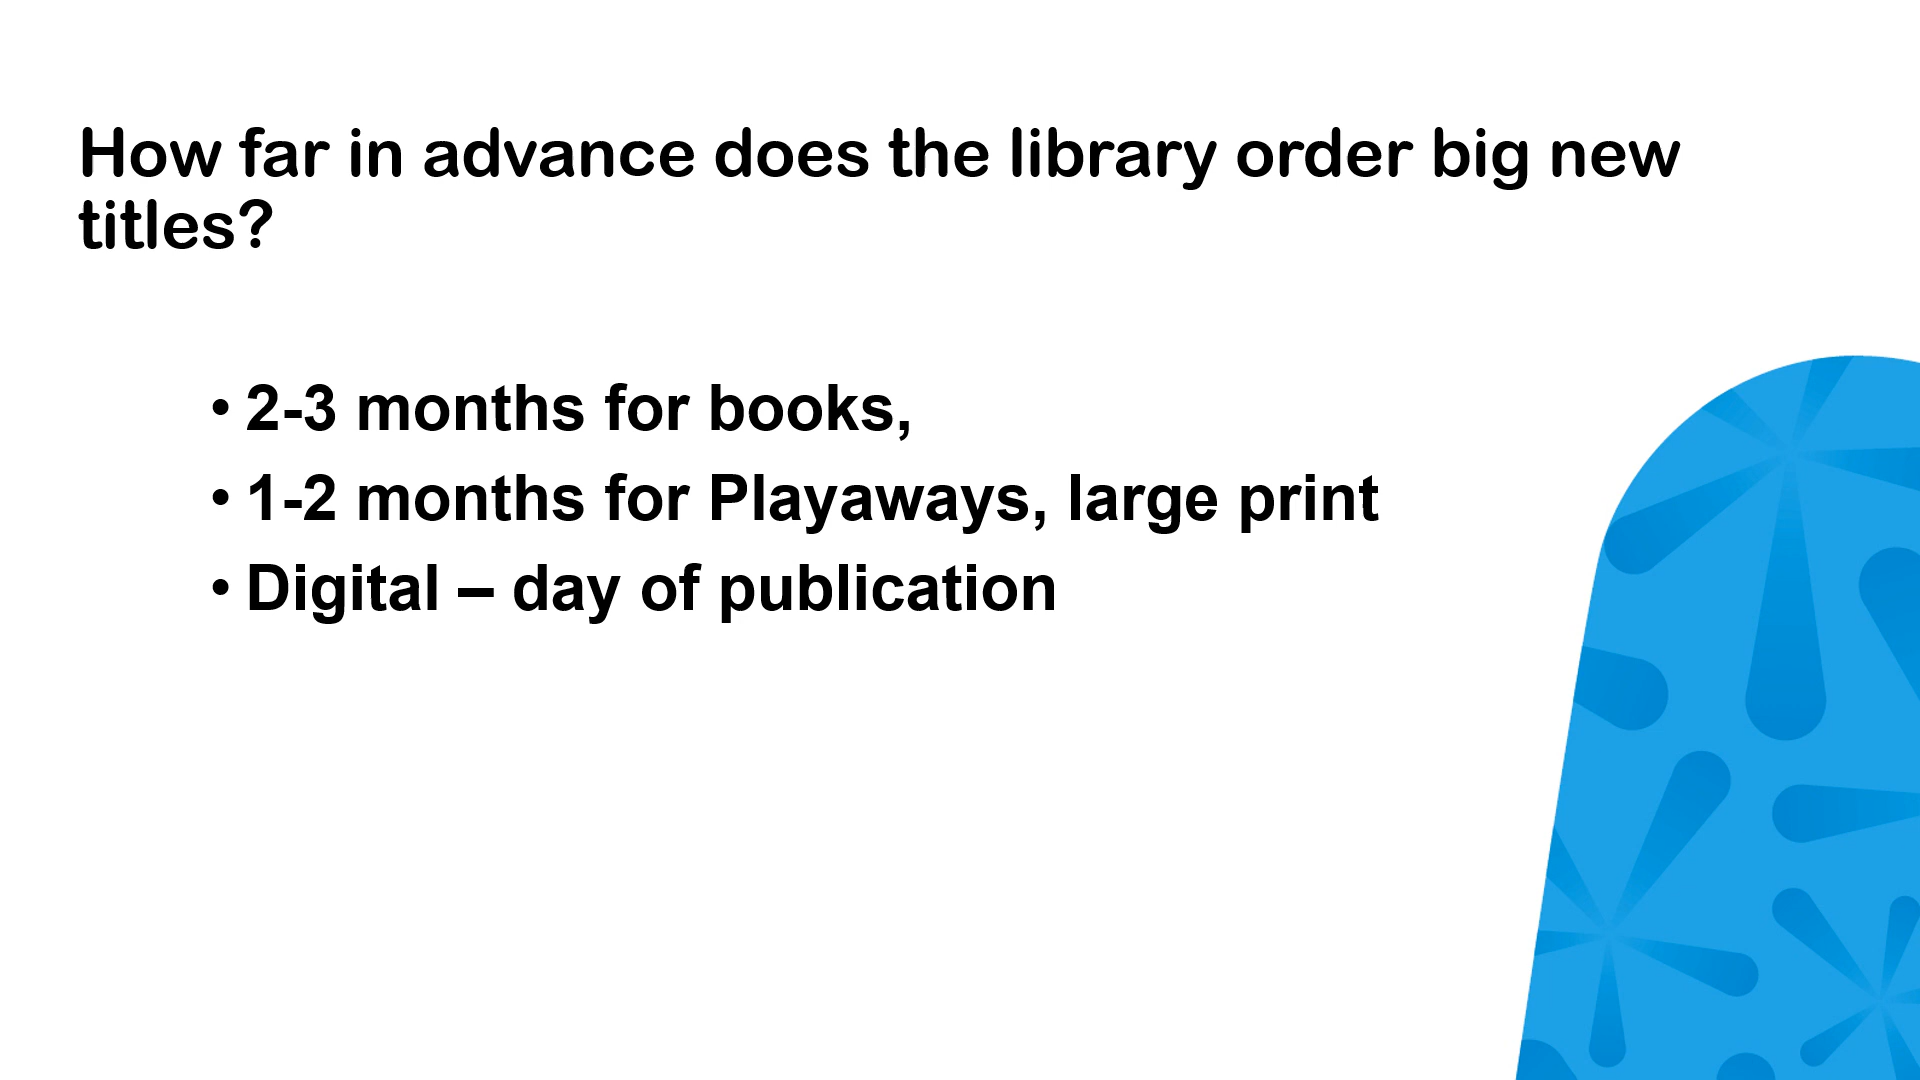 How far in advance does the library order big new
titles?
• 2-3 months for books,
• 1-2 months for Playaways, large print
• Digital – day of publication